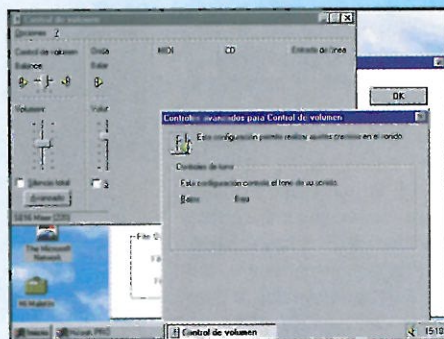 Control de volumen
Opciones ?
Control de volumen
Onda
MIDI
CD
Entrada de línea
Balance
Balan
Volumen
Volur
Silencio total
S
Avanzado
SB16 Mixer [220]
OK
Controles avanzados para Control de volumen
Esta configuración permite realizar ajustes precisos en el sonido.
Controles de tono
Esta configuración controla el tono de su sonido.
Bajos
The Microsoft
Network
Mi Maletín
Inicio
Control de volumen
15:18